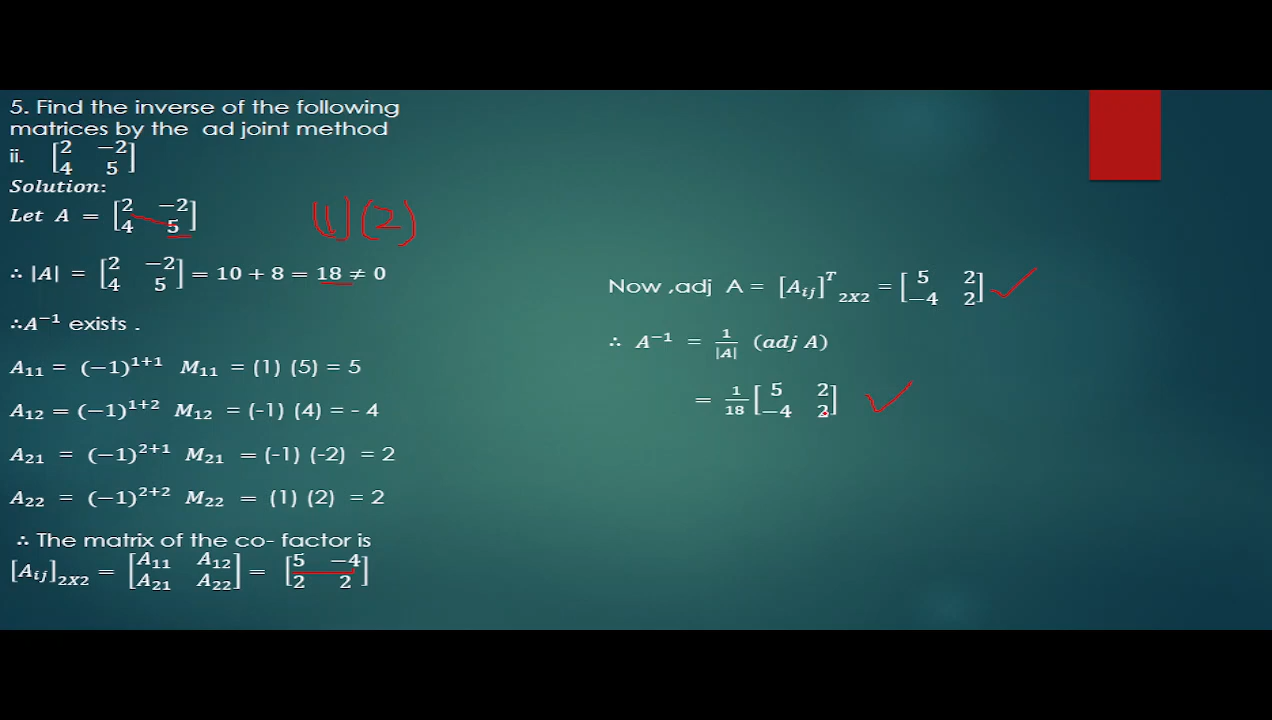 5. Find the inverse of the following
matrices by the ad joint method
ii. [2 −2
4 5]
Solution:
Let A = [2 −2
4 5]
(2)
∴ |A| = [2 −2
4 5] = 10 + 8 = 18 ≠ 0
∴A⁻¹ exists .
A₁₁ = (−1)¹⁺¹ M₁₁ = (1) (5) = 5
A₁₂ = (−1)¹⁺² M₁₂ = (-1) (4) = - 4
A₂₁ = (−1)²⁺¹ M₂₁ = (-1) (-2) = 2
A₂₂ = (−1)²⁺² M₂₂ = (1) (2) = 2
∴ The matrix of the co- factor is
[Aᵢⱼ]₂ₓ₂ = [A₁₁ A₁₂
A₂₁ A₂₂] = [5 −4
2 2]
Now ,adj A = [Aᵢⱼ]ᵀ ₂ₓ₂ = [5 2
−4 2]
∴ A⁻¹ = 1/|A| (adj A)
= 1/18 [5 2
−4 2]